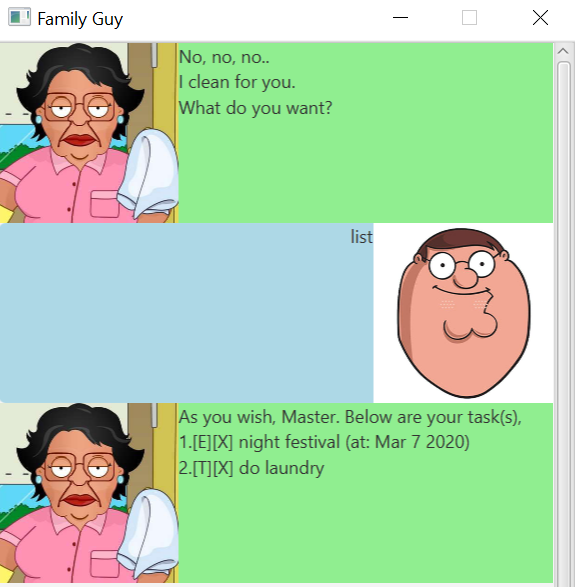 Family Guy
No, no, no..
I clean for you.
What do you want?
list
As you wish, Master. Below are your task(s),
1.[E][X] night festival (at: Mar 7 2020)
2.[T][X] do laundry